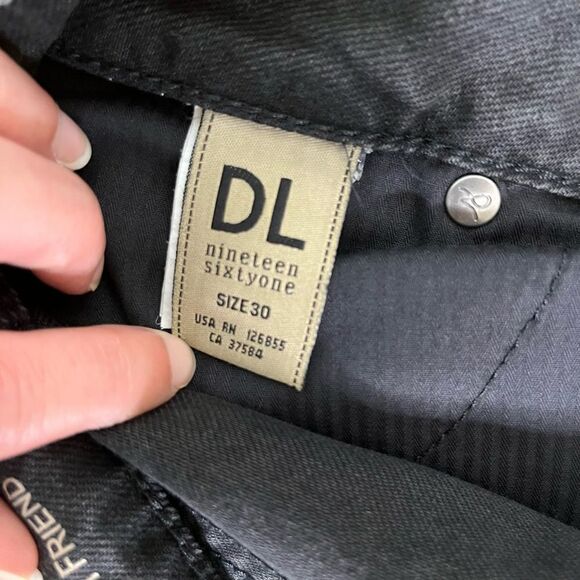 DL
nineteen
sixtyone
SIZE 30
USA RN 126855
CA 37584
FRIEND